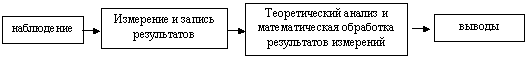 наблюдение
Измерение и запись
результатов
Теоретический анализ и
математическая обработка
результатов измерений
выводы